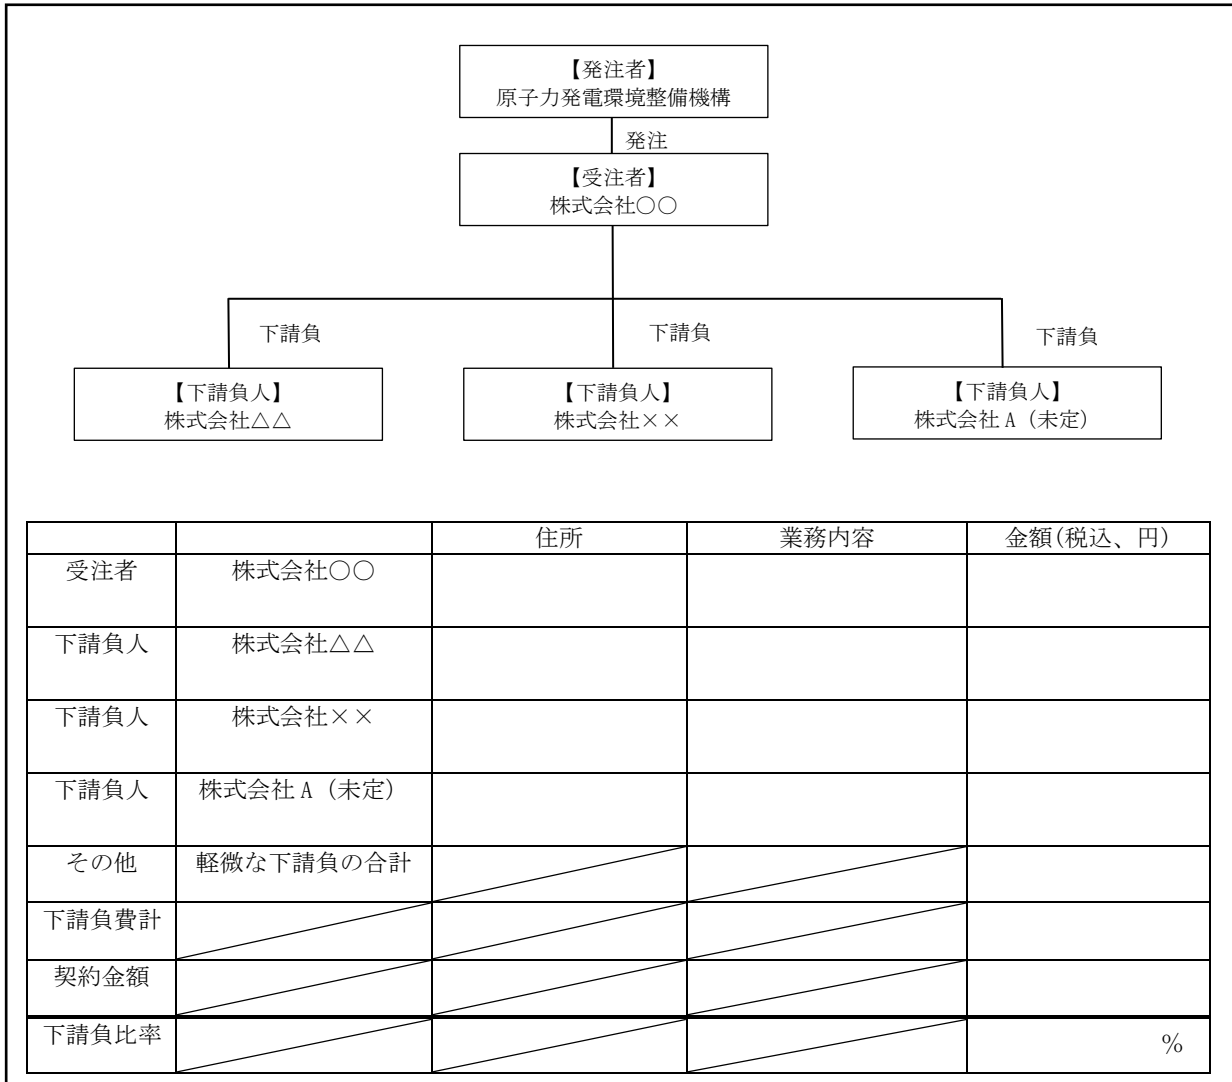 【発注者】
原子力発電環境整備機構
発注
【受注者】
株式会社○○
下請負
下請負
下請負
【下請負人】
株式会社△△
【下請負人】
株式会社××
【下請負人】
株式会社 A（未定）
住所 業務内容 金額(税込、円)
受注者 株式会社○○
下請負人 株式会社△△
下請負人 株式会社××
下請負人 株式会社 A（未定）
その他 軽微な下請負の合計
下請負費計
契約金額
下請負比率 %